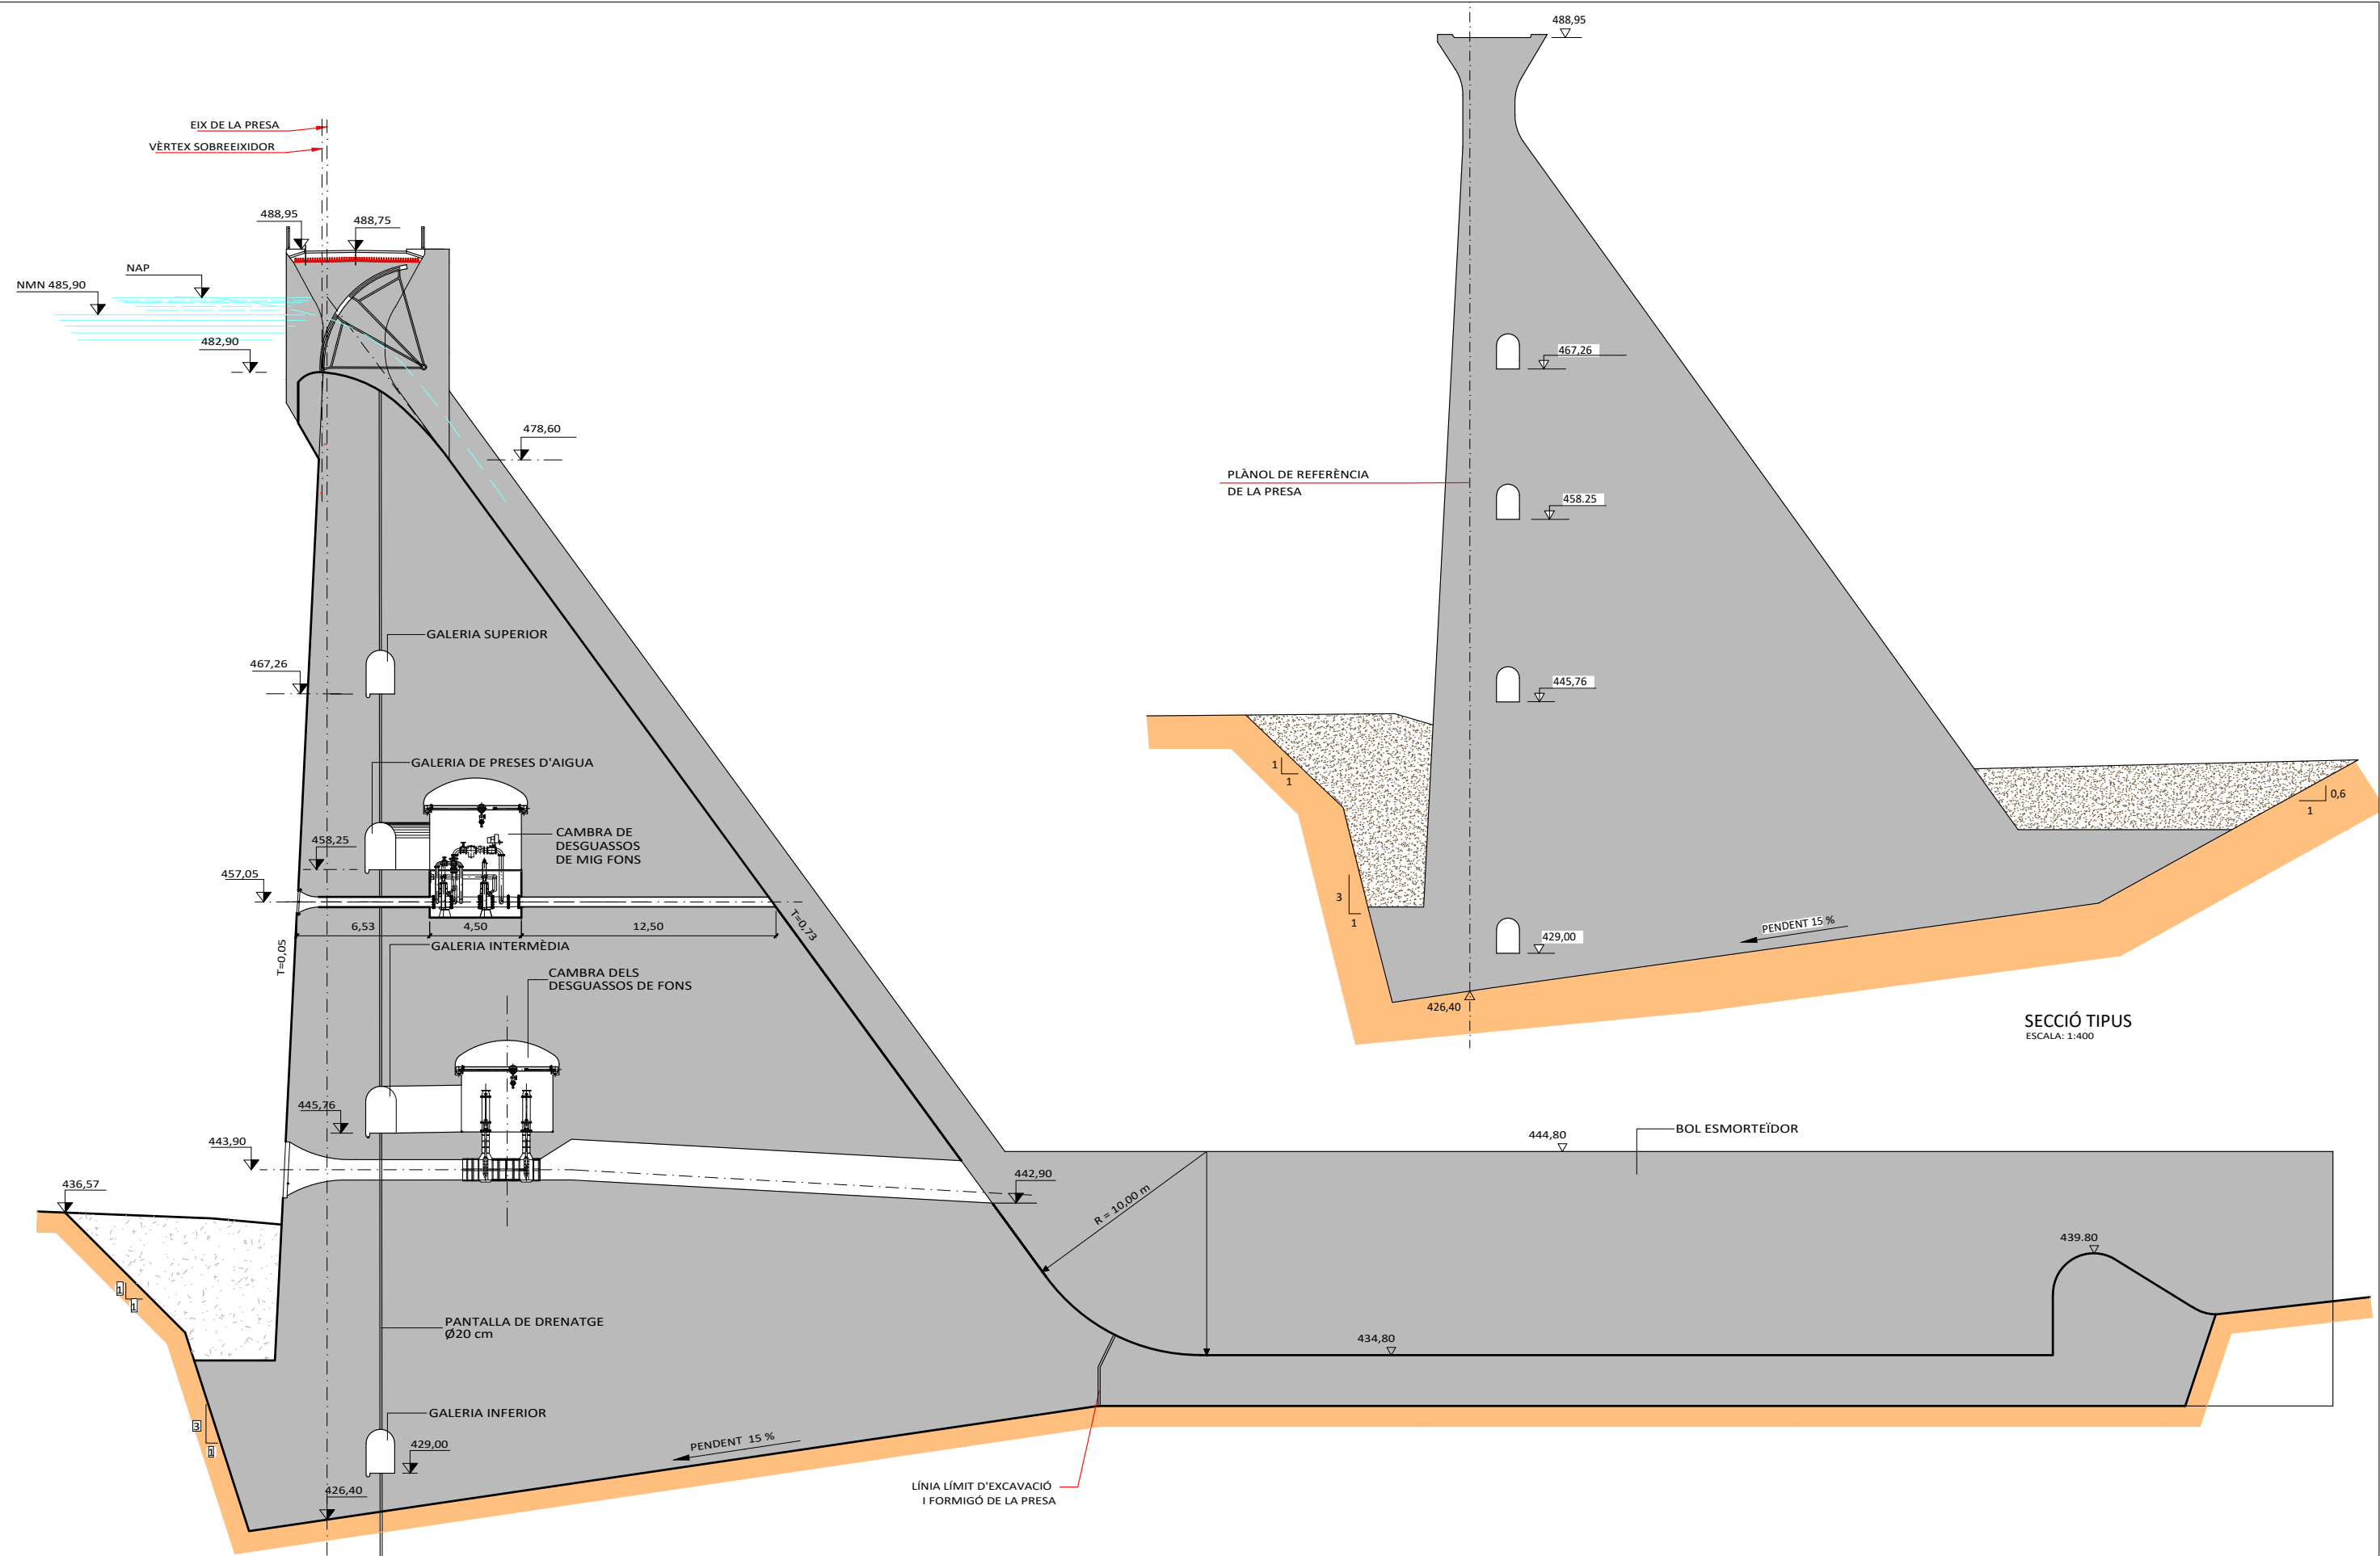 EIX DE LA PRESA
VÈRTEX SOBREEIXIDOR
488,95
488,75
NAP
NMN 485,90
482,90
478,60
GALERIA SUPERIOR
467,26
GALERIA DE PRESES D'AIGUA
458,25
CAMBRA DE
DESGUASSOS
DE MIG FONS
457,05
6,53
4,50
12,50
T=0,73
T=0,05
GALERIA INTERMÈDIA
CAMBRA DELS
DESGUASSOS DE FONS
445,76
443,90
436,57
442,90
R = 10,00 m
444,80
BOL ESMORTEÏDOR
439.80
434,80
1
1
3
1
PANTALLA DE DRENATGE
Ø20 cm
GALERIA INFERIOR
429,00
426,40
PENDENT 15 %
LÍNIA LÍMIT D'EXCAVACIÓ
I FORMIGÓ DE LA PRESA
488,95
467,26
PLÀNOL DE REFERÈNCIA
DE LA PRESA
458.25
445,76
1
1
3
1
0,6
1
429,00
PENDENT 15 %
426,40
SECCIÓ TIPUS
ESCALA: 1:400